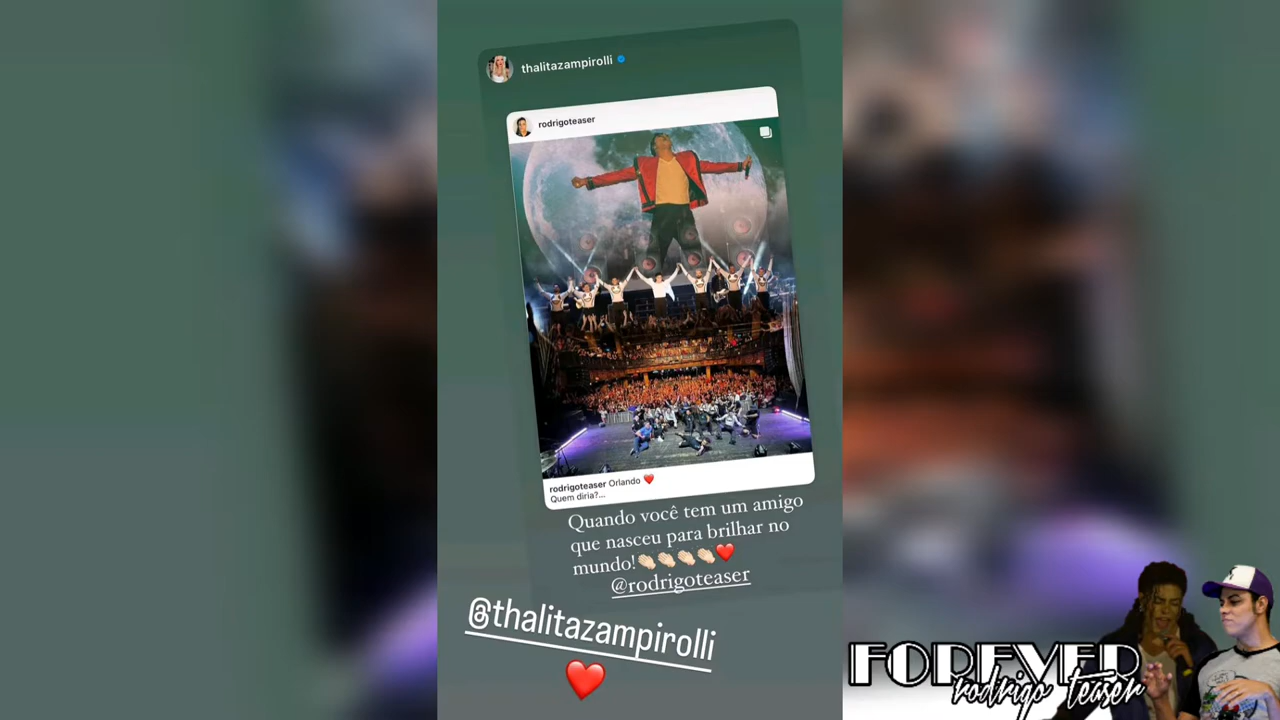 thalitazampirolli
rodrigoteaser
rodrigoteaser Orlando ❤️
Quem diria?...
Quando você tem um amigo
que nasceu para brilhar no
mundo!👏🏻👏🏻👏🏻👏🏻❤️
@rodrigoteaser
@thalitazampirolli
❤️
FOREVER
rodrigo teaser